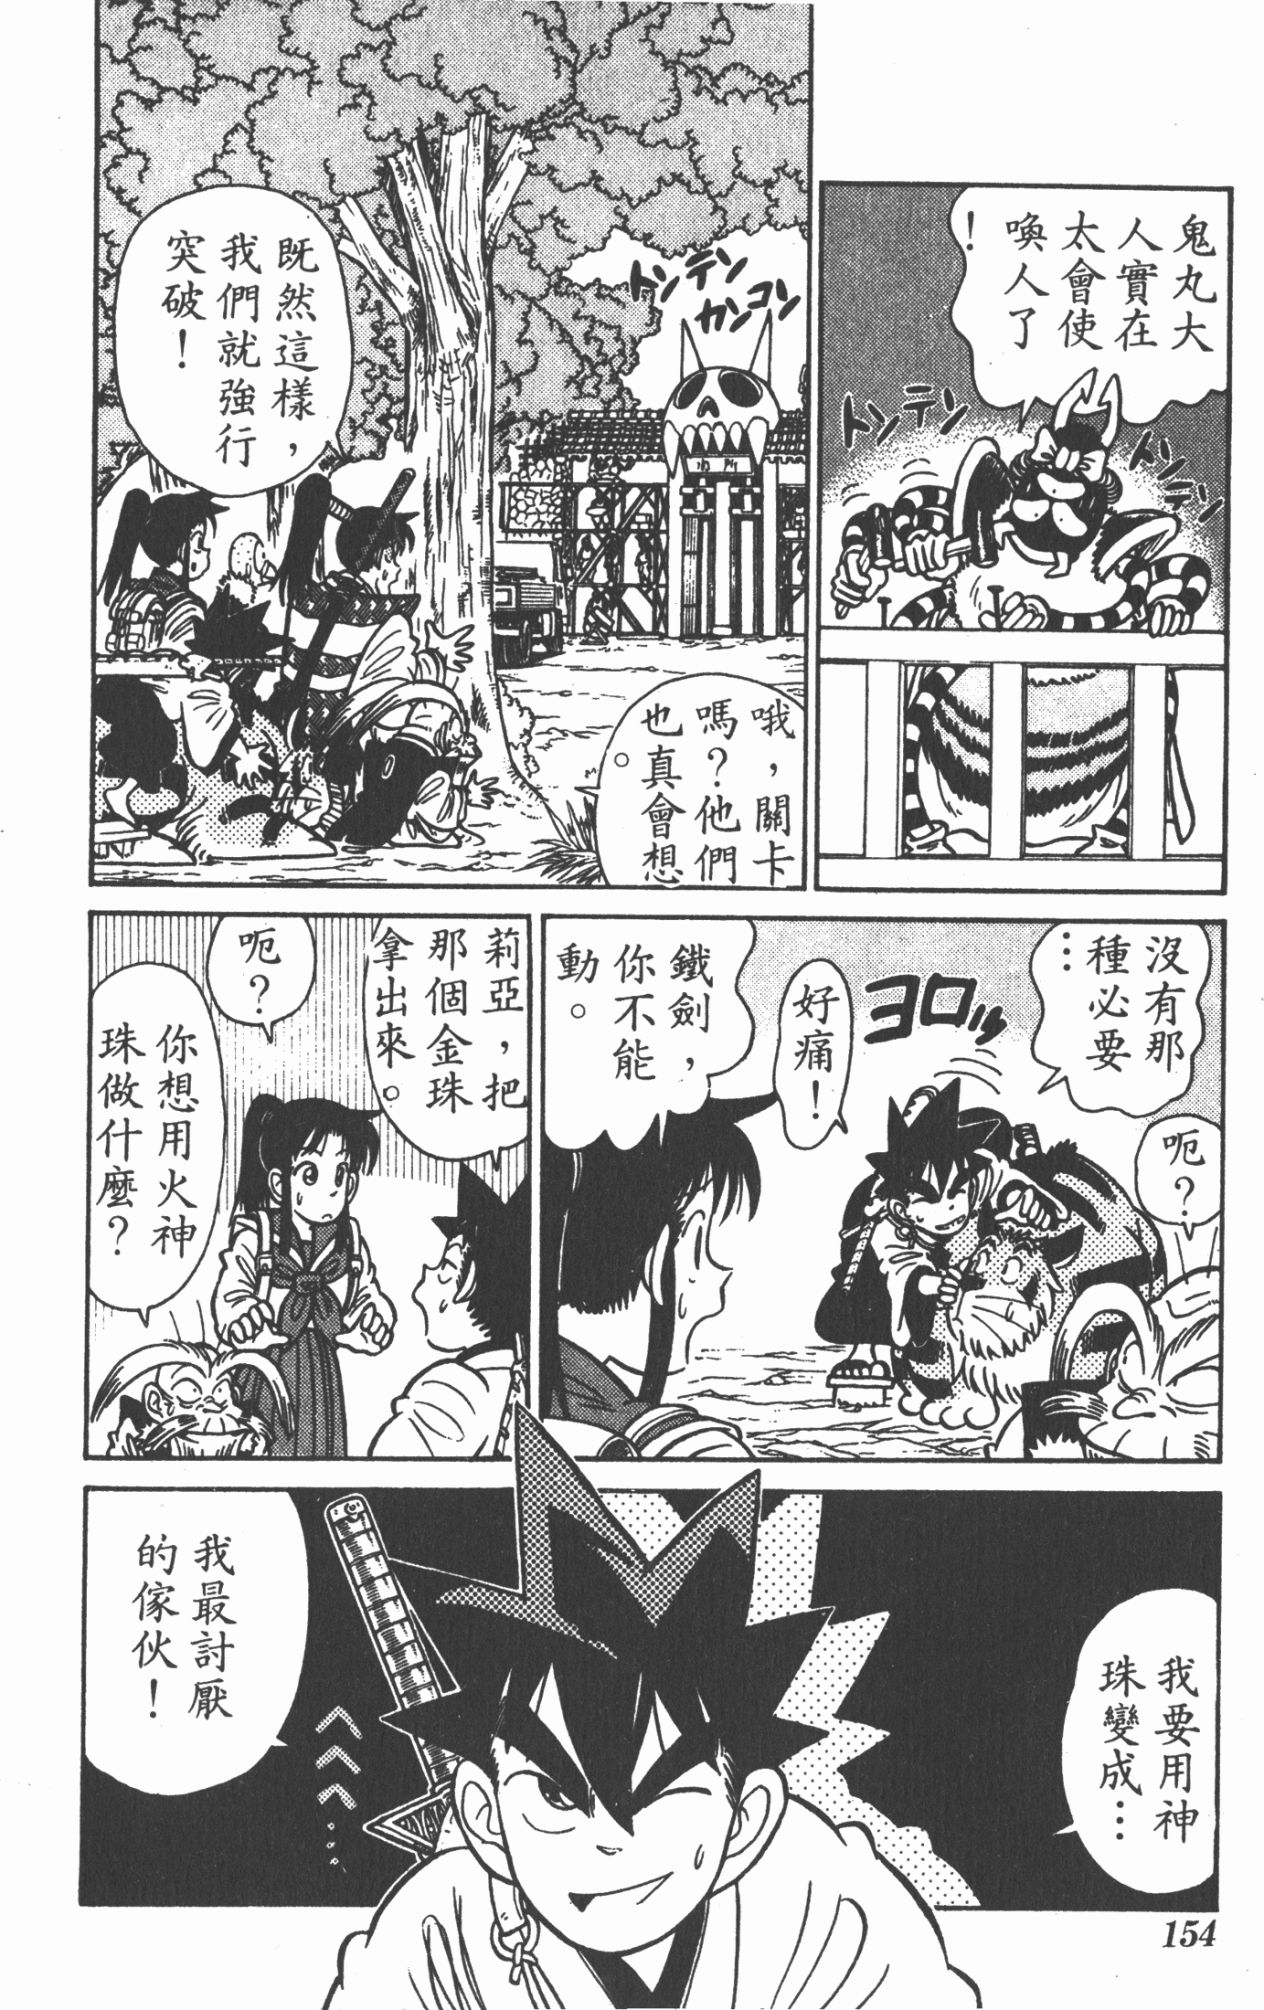 鬼丸大
人實在
太會使
喚人了
！
トンテン
トンテン
トンテン
カンコン
哦，關卡
嗎？他們
也真會想
。
既然這樣，
我們就強行
突破！
沒有那
種必要
…
呃？
ヨロッ
好痛！
鐵劍，
你不能
動。
莉亞，把
那個金珠
拿出來。
呃？
你想用火神
珠做什麼？
我要用神
珠變成…
我最討厭
的傢伙！
154